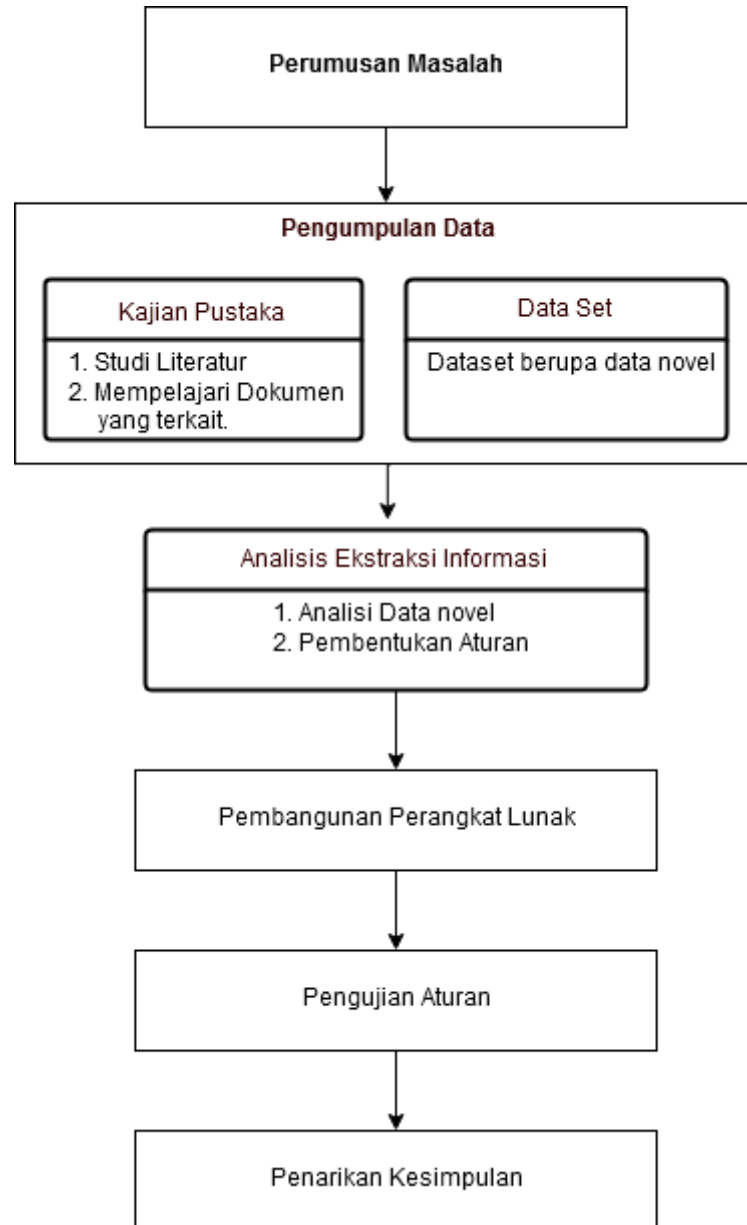 Perumusan Masalah
Pengumpulan Data
Kajian Pustaka
1. Studi Literatur
2. Mempelajari Dokumen
yang terkait.
Data Set
Dataset berupa data novel
Analisis Ekstraksi Informasi
1. Analisi Data novel
2. Pembentukan Aturan
Pembangunan Perangkat Lunak
Pengujian Aturan
Penarikan Kesimpulan